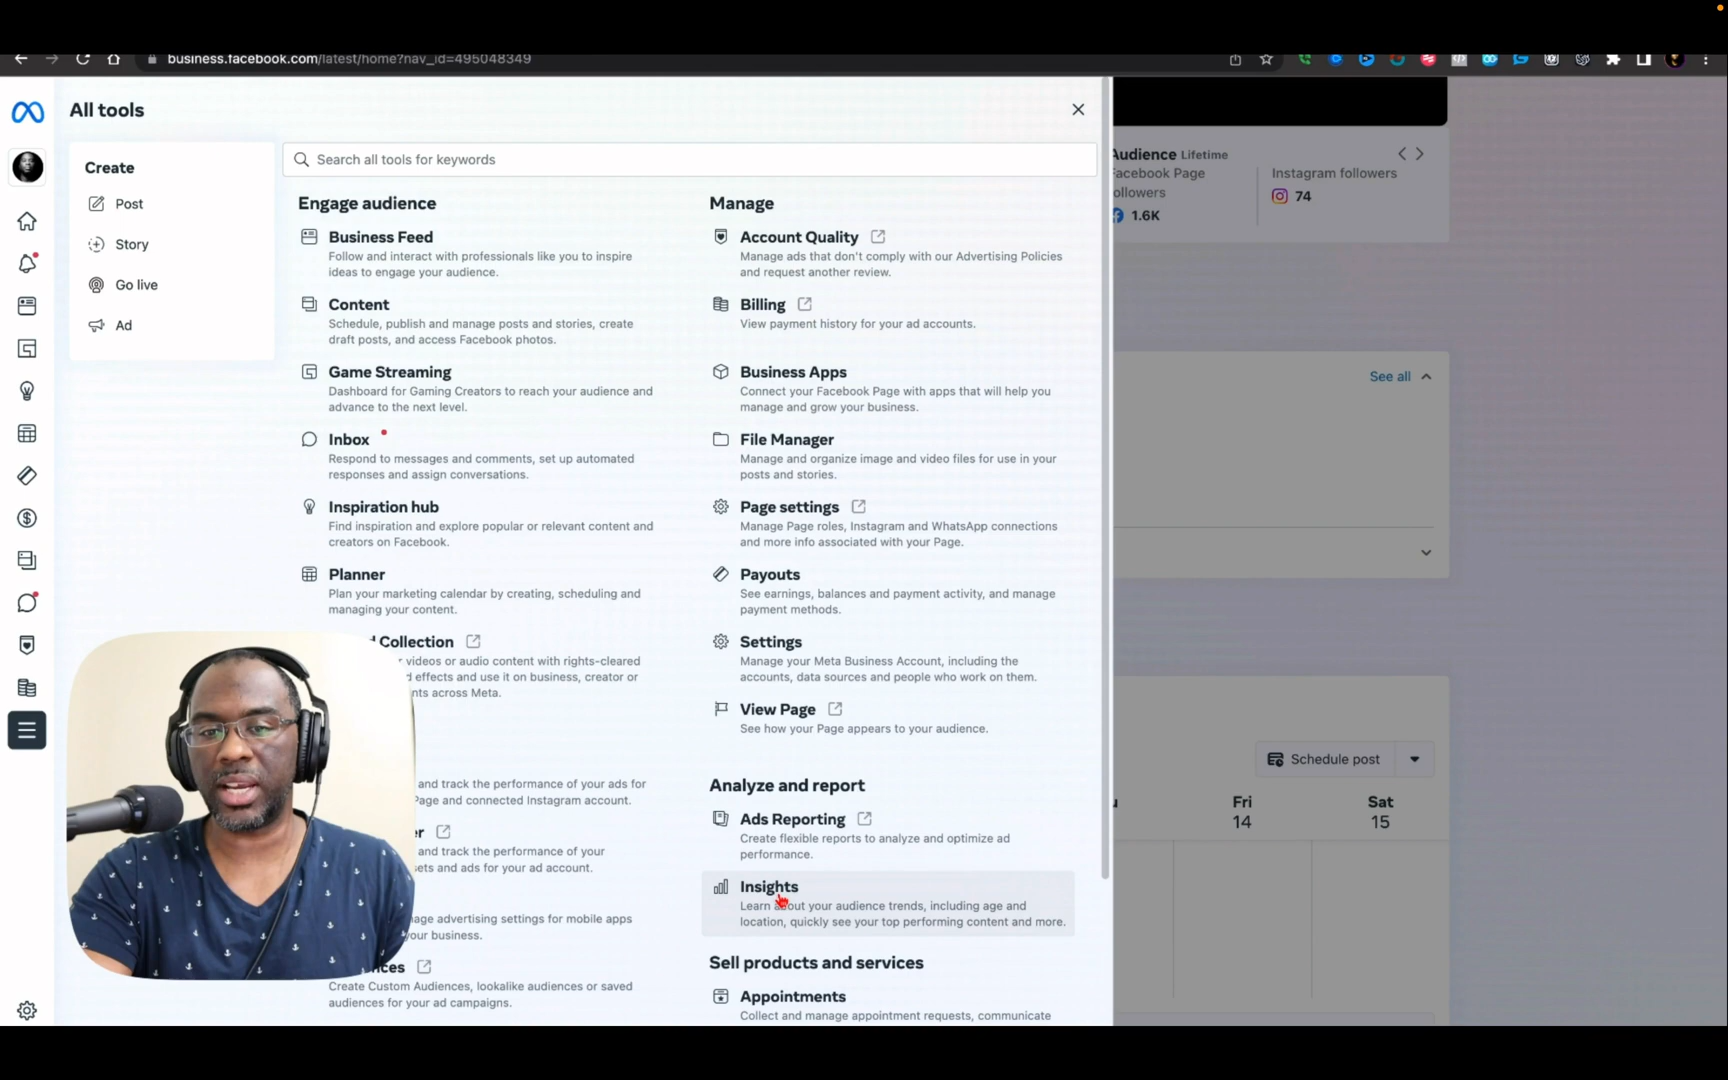 business.facebook.com/latest/home?nav_id=495048349
All tools
Create
Post
Story
Go live
Ad
Search all tools for keywords
Engage audience
Business Feed
Follow and interact with professionals like you to inspire
ideas to engage your audience.
Content
Schedule, publish and manage posts and stories, create
draft posts, and access Facebook photos.
Game Streaming
Dashboard for Gaming Creators to reach your audience and
advance to the next level.
Inbox
Respond to messages and comments, set up automated
responses and assign conversations.
Inspiration hub
Find inspiration and explore popular or relevant content and
creators on Facebook.
Planner
Plan your marketing calendar by creating, scheduling and
managing your content.
Collection
videos or audio content with rights-cleared
effects and use it on business, creator or
across Meta.
and track the performance of your ads for
Page and connected Instagram account.
and track the performance of your
and ads for your ad account.
advertising settings for mobile apps
your business.
Create Custom Audiences, lookalike audiences or saved
audiences for your ad campaigns.
Manage
Account Quality
Manage ads that don't comply with our Advertising Policies
and request another review.
Billing
View payment history for your ad accounts.
Business Apps
Connect your Facebook Page with apps that will help you
manage and grow your business.
File Manager
Manage and organize image and video files for use in your
posts and stories.
Page settings
Manage Page roles, Instagram and WhatsApp connections
and more info associated with your Page.
Payouts
See earnings, balances and payment activity, and manage
payment methods.
Settings
Manage your Meta Business Account, including the
accounts, data sources and people who work on them.
View Page
See how your Page appears to your audience.
Analyze and report
Ads Reporting
Create flexible reports to analyze and optimize ad
performance.
Insights
Learn about your audience trends, including age and
location, quickly see your top performing content and more.
Sell products and services
Appointments
Collect and manage appointment requests, communicate
Audience Lifetime
Facebook Page
followers
1.6K
Instagram followers
74
See all
Schedule post
Fri
14
Sat
15